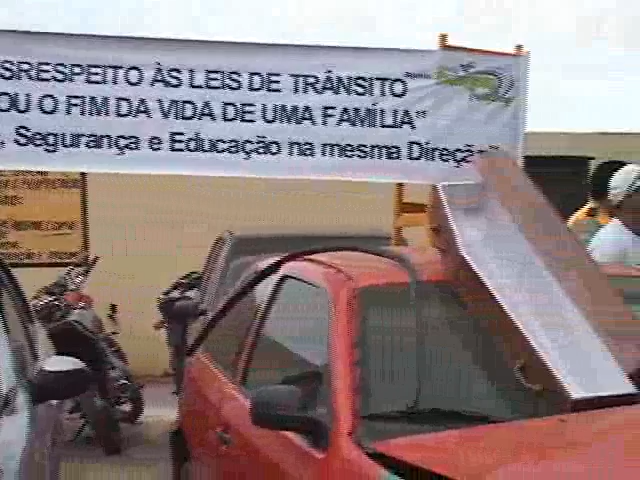 SRESPEITO ÀS LEIS DE TRÂNSITO
OU O FIM DA VIDA DE UMA FAMÍLIA"
, Segurança e Educação na mesma Direção"